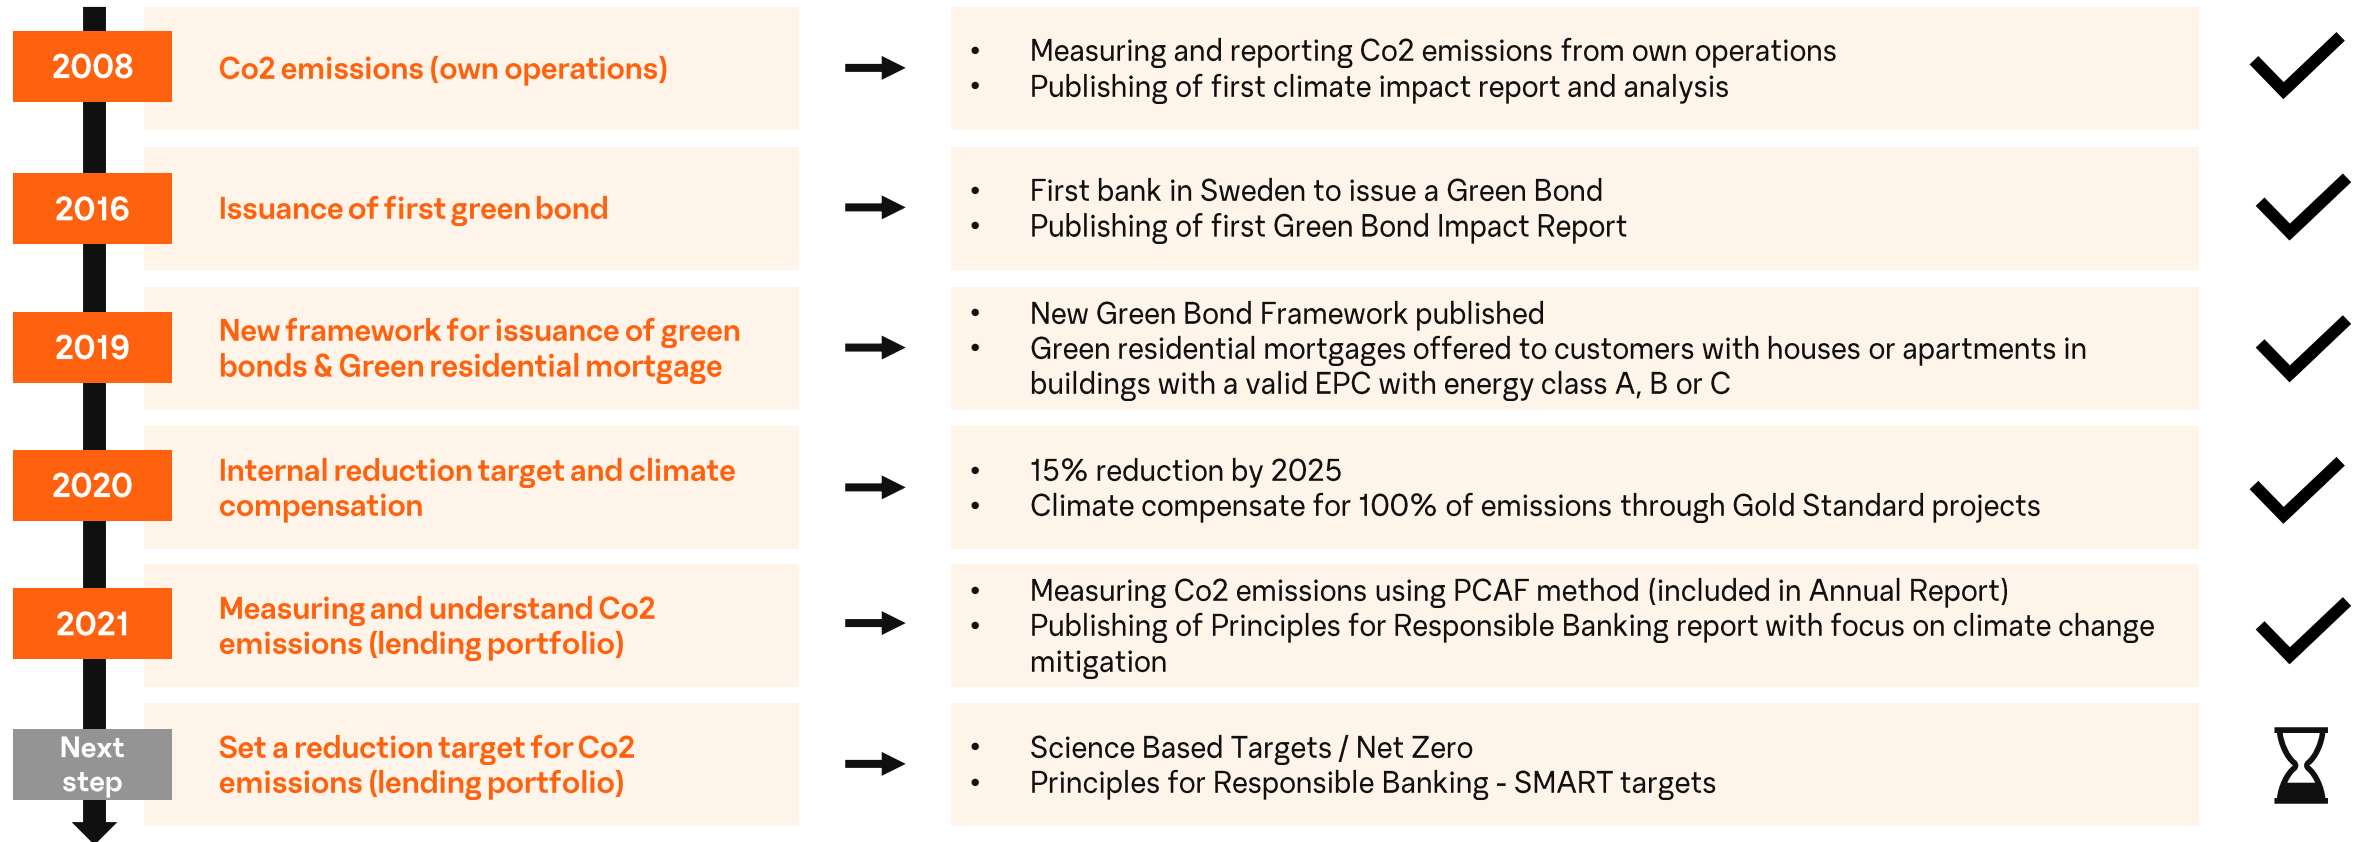 2008
Co2 emissions (own operations)
• Measuring and reporting Co2 emissions from own operations
• Publishing of first climate impact report and analysis
2016
Issuance of first green bond
• First bank in Sweden to issue a Green Bond
• Publishing of first Green Bond Impact Report
2019
New framework for issuance of green
bonds & Green residential mortgage
• New Green Bond Framework published
• Green residential mortgages offered to customers with houses or apartments in
buildings with a valid EPC with energy class A, B or C
2020
Internal reduction target and climate
compensation
• 15% reduction by 2025
• Climate compensate for 100% of emissions through Gold Standard projects
2021
Measuring and understand Co2
emissions (lending portfolio)
• Measuring Co2 emissions using PCAF method (included in Annual Report)
• Publishing of Principles for Responsible Banking report with focus on climate change
mitigation
Next
step
Set a reduction target for Co2
emissions (lending portfolio)
• Science Based Targets / Net Zero
• Principles for Responsible Banking - SMART targets